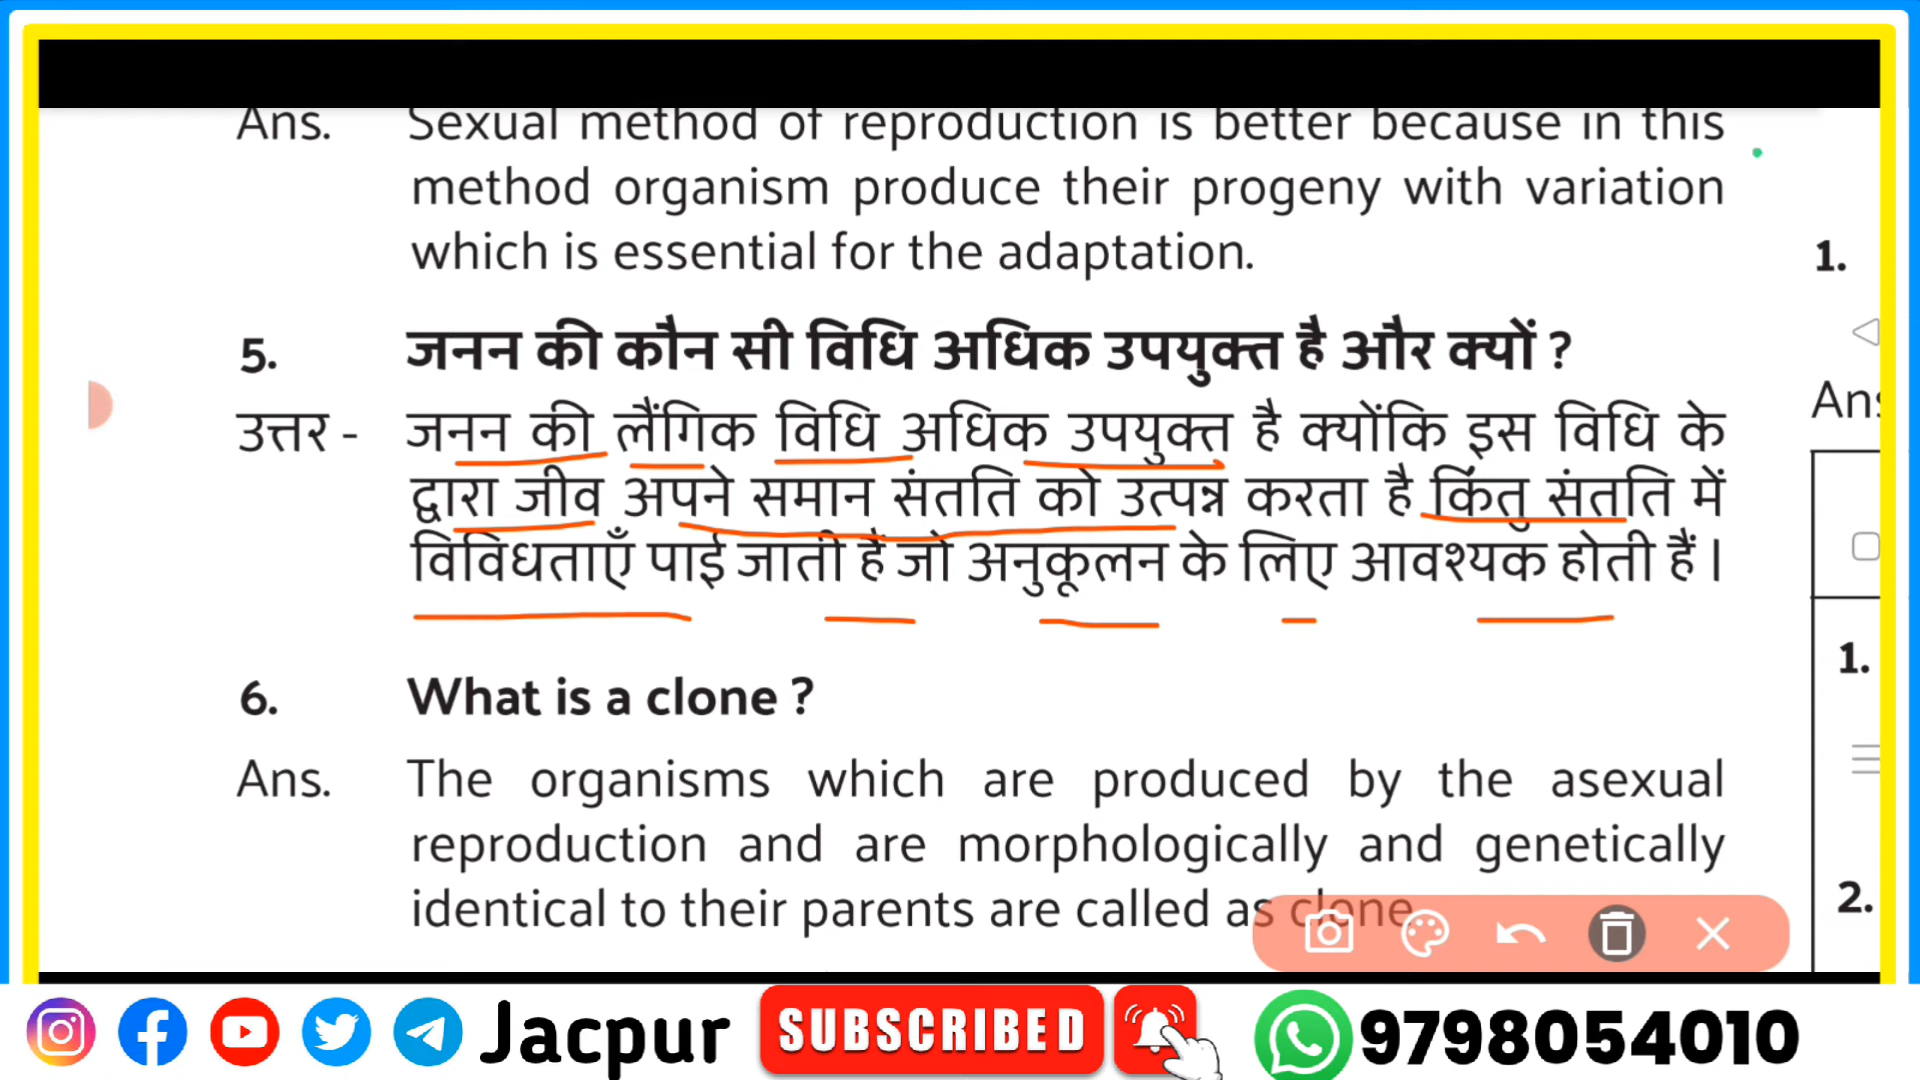 Ans. Sexual method of reproduction is better because in this
method organism produce their progeny with variation
which is essential for the adaptation.
5. जनन की कौन सी विधि अधिक उपयुक्त है और क्यों ?
उत्तर - जनन की लैंगिक विधि अधिक उपयुक्त है क्योंकि इस विधि के
द्वारा जीव अपने समान संतति को उत्पन्न करता है किंतु संतति में
विविधताएँ पाई जाती है जो अनुकूलन के लिए आवश्यक होती हैं ।
6. What is a clone ?
Ans. The organisms which are produced by the asexual
reproduction and are morphologically and genetically
identical to their parents are called as clone
1.
1.
2.
Jacpur SUBSCRIBED 9798054010